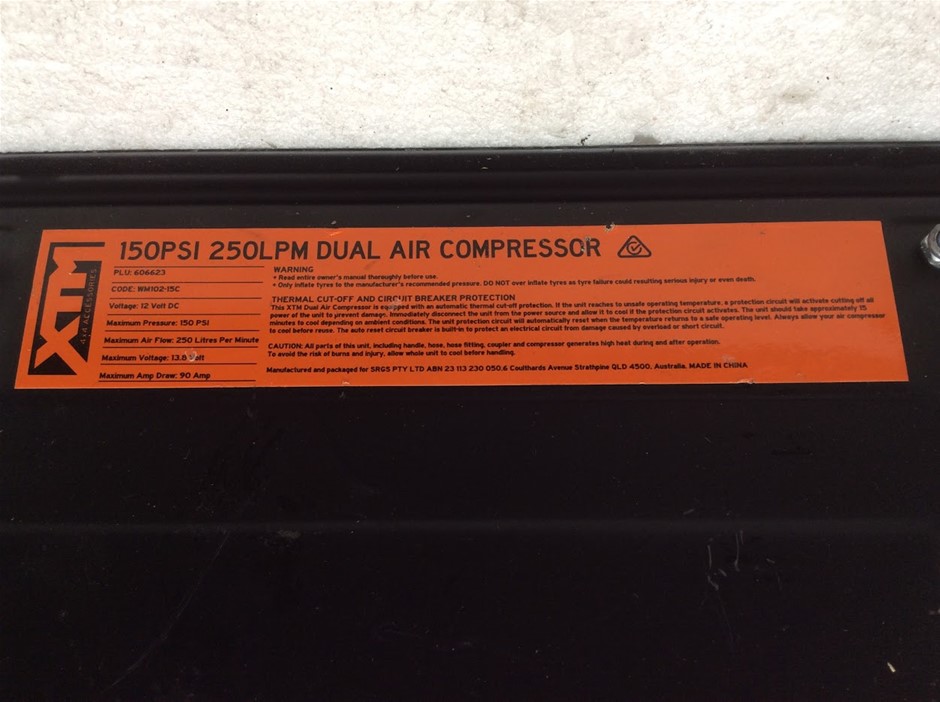 XTM
4x4 ACCESSORIES
150PSI 250LPM DUAL AIR COMPRESSOR
PLU: 606623
CODE: WM102-15C
Voltage: 12 Volt DC
Maximum Pressure: 150 PSI
Maximum Air Flow: 250 Litres Per Minute
Maximum Voltage: 13.8 Volt
Maximum Amp Draw: 90 Amp
WARNING
• Read entire owner's manual thoroughly before use.
• Only inflate tyres to the manufacturer's recommended pressure. DO NOT over inflate tyres as tyre failure could resulting serious injury or even death.
THERMAL CUT-OFF AND CIRCUIT BREAKER PROTECTION
This XTM Dual Air Compressor is equipped with an automatic thermal cut-off protection. If the unit reaches to unsafe operating temperature, a protection circuit will activate cutting off all
power of the unit to prevent damage. Immediately disconnect the unit from the power source and allow it to cool if the protection circuit activates. The unit should take approximately 15
minutes to cool depending on ambient conditions. The unit protection circuit will automatically reset when the temperature returns to a safe operating level. Always allow your air compressor
to cool before reuse. The auto reset circuit breaker is built-in to protect an electrical circuit from damage caused by overload or short circuit.
CAUTION: All parts of this unit, including handle, hose, hose fitting, coupler and compressor generates high heat during and after operation.
To avoid the risk of burns and injury, allow whole unit to cool before handling.
Manufactured and packaged for SRGS PTY LTD ABN 23 113 230 050.6 Coulthards Avenue Strathpine QLD 4500, Australia. MADE IN CHINA